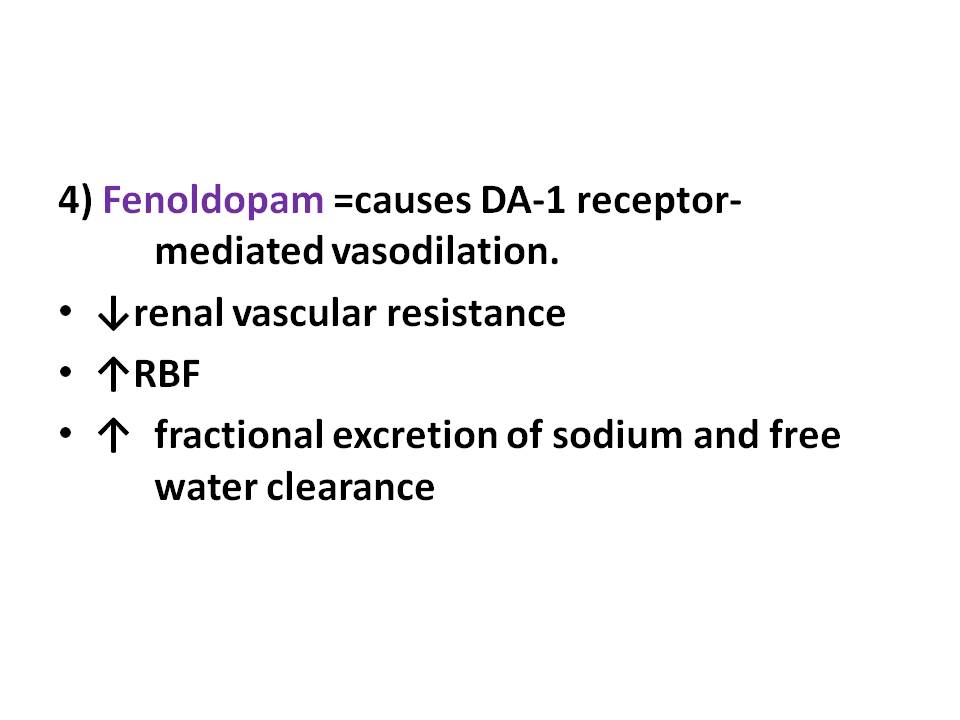 4) Fenoldopam =causes DA-1 receptor-
mediated vasodilation.
• ↓renal vascular resistance
• ↑RBF
• ↑ fractional excretion of sodium and free
water clearance